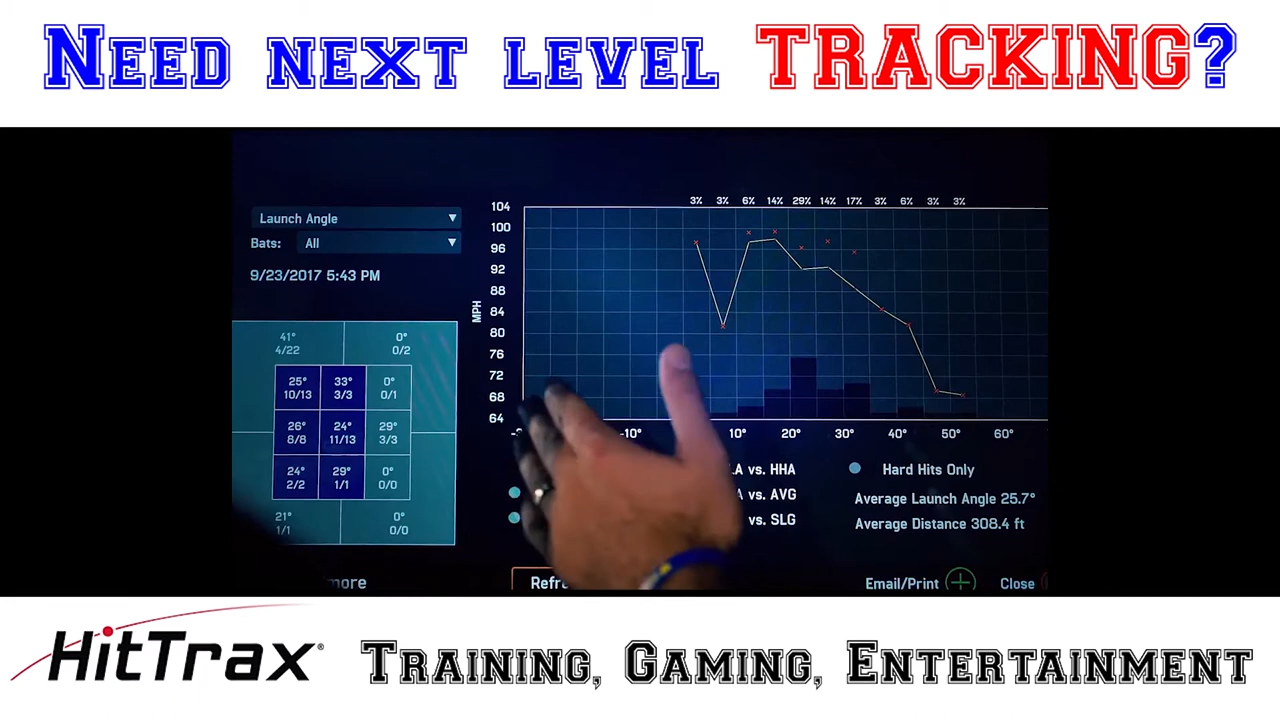 NEED NEXT LEVEL TRACKING?
Launch Angle
Bats: All
9/23/2017 5:43 PM
41° 0°
4/22 0/2
25° 33° 0°
10/13 3/3 0/1
26° 24° 29°
8/8 11/13 3/3
24° 29° 0°
2/2 1/1 0/0
21° 0°
1/1 0/0
3% 3% 6% 14% 29% 14% 17% 3% 6% 3% 3%
104
100
96
92
88
84
80
76
72
68
64
MPH
-10° 10° 20° 30° 40° 50° 60°
LA vs. HHA
vs. AVG
vs. SLG
Hard Hits Only
Average Launch Angle 25.7°
Average Distance 308.4 ft
more
Refr
Email/Print
Close
HitTrax®
TRAINING, GAMING, ENTERTAINMENT